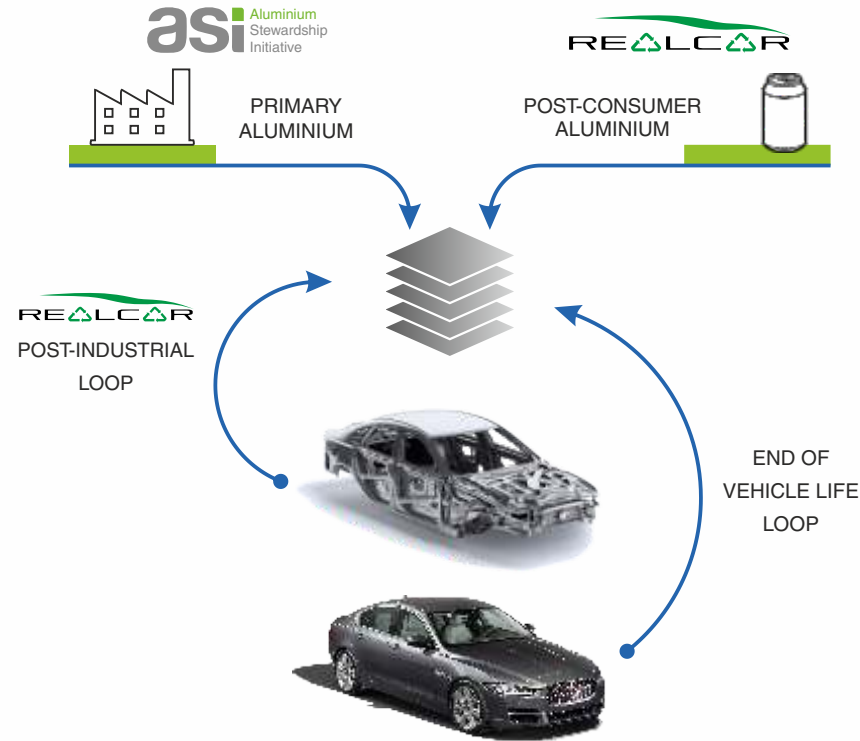 asi
Aluminium
Stewardship
Initiative
REALCAR
PRIMARY
ALUMINIUM
POST-CONSUMER
ALUMINIUM
REALCAR
POST-INDUSTRIAL
LOOP
END OF
VEHICLE LIFE
LOOP